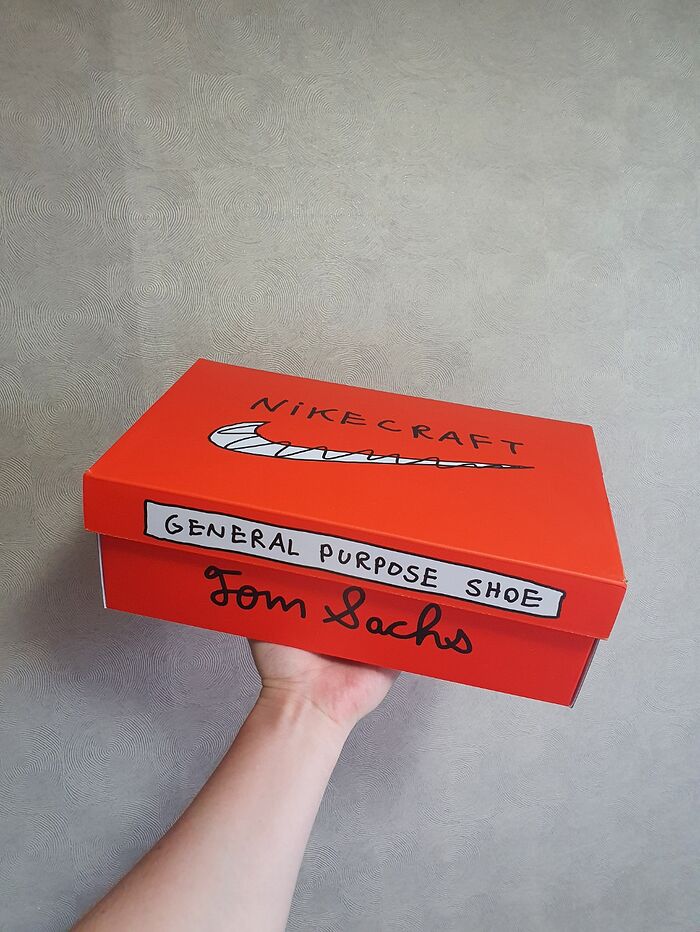 NiKECRAFT
GENERAL PURPOSE SHOE
Tom Sachs